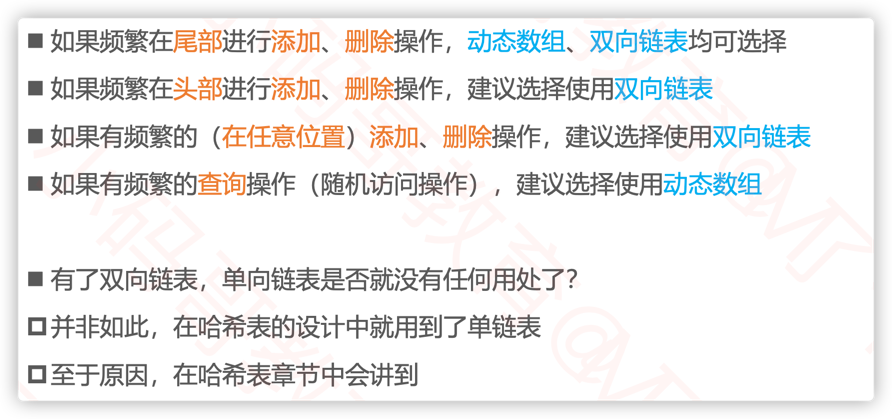 ■ 如果频繁在尾部进行添加、删除操作，动态数组、双向链表均可选择
■ 如果频繁在头部进行添加、删除操作，建议选择使用双向链表
■ 如果有频繁的（在任意位置）添加、删除操作，建议选择使用双向链表
■ 如果有频繁的查询操作（随机访问操作），建议选择使用动态数组
■ 有了双向链表，单向链表是否就没有任何用处了？
□ 并非如此，在哈希表的设计中就用到了单链表
□ 至于原因，在哈希表章节中会讲到